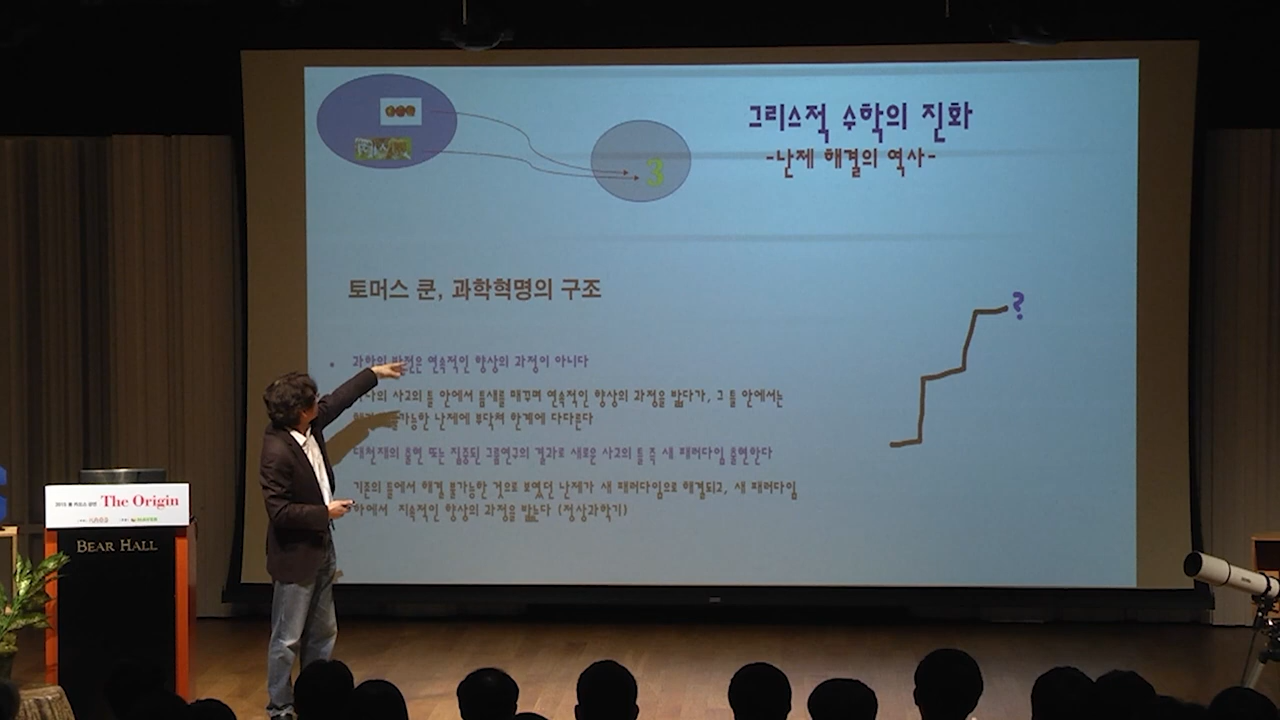 그리스적 수학의 진화
-난제 해결의 역사-
3
토머스 쿤, 과학혁명의 구조
?
과학의 발전은 연속적인 향상의 과정이 아니다
사고의 틀 안에서 틈새를 메꾸며 연속적인 향상의 과정을 밟다가, 그 틀 안에서는
불가능한 난제에 부닥쳐 한계에 다다른다
대천재의 출현 또는 집중된 그룹연구의 결과로 새로운 사고의 틀 즉 새 패러다임 출현한다
기존의 틀에서 해결 불가능한 것으로 보였던 난제가 새 패러다임으로 해결되고, 새 패러다임
하에서 지속적인 향상의 과정을 밟는다 (정상과학기)
The Origin
NAVER
BEAR HALL